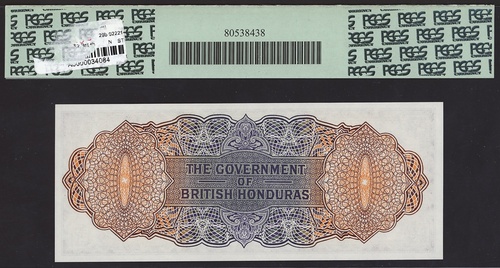 PCGS
80538438
THE GOVERNMENT
OF
BRITISH HONDURAS